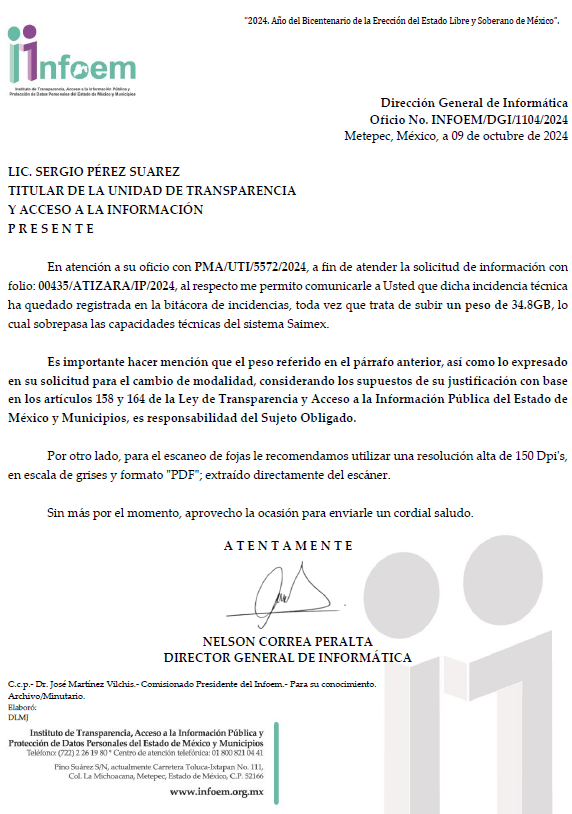 "2024. Año del Bicentenario de la Erección del Estado Libre y Soberano de México".
infoem
Instituto de Transparencia, Acceso a la Información Pública y
Protección de Datos Personales del Estado de México y Municipios
Dirección General de Informática
Oficio No. INFOEM/DGI/1104/2024
Metepec, México, a 09 de octubre de 2024
LIC. SERGIO PÉREZ SUAREZ
TITULAR DE LA UNIDAD DE TRANSPARENCIA
Y ACCESO A LA INFORMACIÓN
P R E S E N T E
En atención a su oficio con PMA/UTI/5572/2024, a fin de atender la solicitud de información con
folio: 00435/ATIZARA/IP/2024, al respecto me permito comunicarle a Usted que dicha incidencia técnica
ha quedado registrada en la bitácora de incidencias, toda vez que trata de subir un peso de 34.8GB, lo
cual sobrepasa las capacidades técnicas del sistema Saimex.
Es importante hacer mención que el peso referido en el párrafo anterior, así como lo expresado
en su solicitud para el cambio de modalidad, considerando los supuestos de su justificación con base
en los artículos 158 y 164 de la Ley de Transparencia y Acceso a la Información Pública del Estado de
México y Municipios, es responsabilidad del Sujeto Obligado.
Por otro lado, para el escaneo de fojas le recomendamos utilizar una resolución alta de 150 Dpi's,
en escala de grises y formato "PDF"; extraído directamente del escáner.
Sin más por el momento, aprovecho la ocasión para enviarle un cordial saludo.
A T E N T A M E N T E
NELSON CORREA PERALTA
DIRECTOR GENERAL DE INFORMÁTICA
C.c.p.- Dr. José Martínez Vilchis.- Comisionado Presidente del Infoem.- Para su conocimiento.
Archivo/Minutario.
Elaboró:
DLMJ
Instituto de Transparencia, Acceso a la Información Pública y
Protección de Datos Personales del Estado de México y Municipios
Teléfono: (722) 2 26 19 80 * Centro de atención telefónica: 01 800 821 04 41
Pino Suárez S/N, actualmente Carretera Toluca-Ixtapan No. 111,
Col. La Michoacana, Metepec, Estado de México, C.P. 52166
www.infoem.org.mx